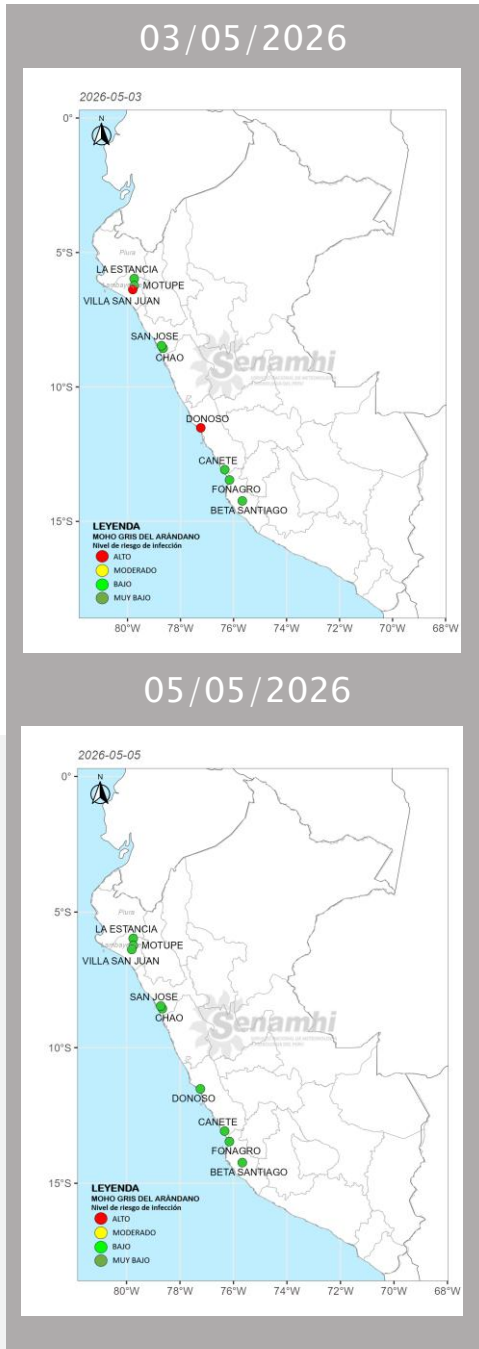 03/05/2026
2026-05-03
N
0°
Piura
LA ESTANCIA
5°S
MOTUPE
VILLA SAN JUAN
SAN JOSE
CHAO
Senamhi
10°S
DONOSO
CANETE
FONAGRO
BETA SANTIAGO
15°S
LEYENDA
MOHO GRIS DEL ARÁNDANO
Nivel de riesgo de infección
ALTO
MODERADO
BAJO
MUY BAJO
80°W 78°W 76°W 74°W 72°W 70°W 68°W
05/05/2026
2026-05-05
N
0°
Piura
5°S
LA ESTANCIA
MOTUPE
VILLA SAN JUAN
SAN JOSE
CHAO
Senamhi
10°S
DONOSO
CANETE
FONAGRO
BETA SANTIAGO
15°S
LEYENDA
MOHO GRIS DEL ARÁNDANO
Nivel de riesgo de infección
ALTO
MODERADO
BAJO
MUY BAJO
80°W 78°W 76°W 74°W 72°W 70°W 68°W